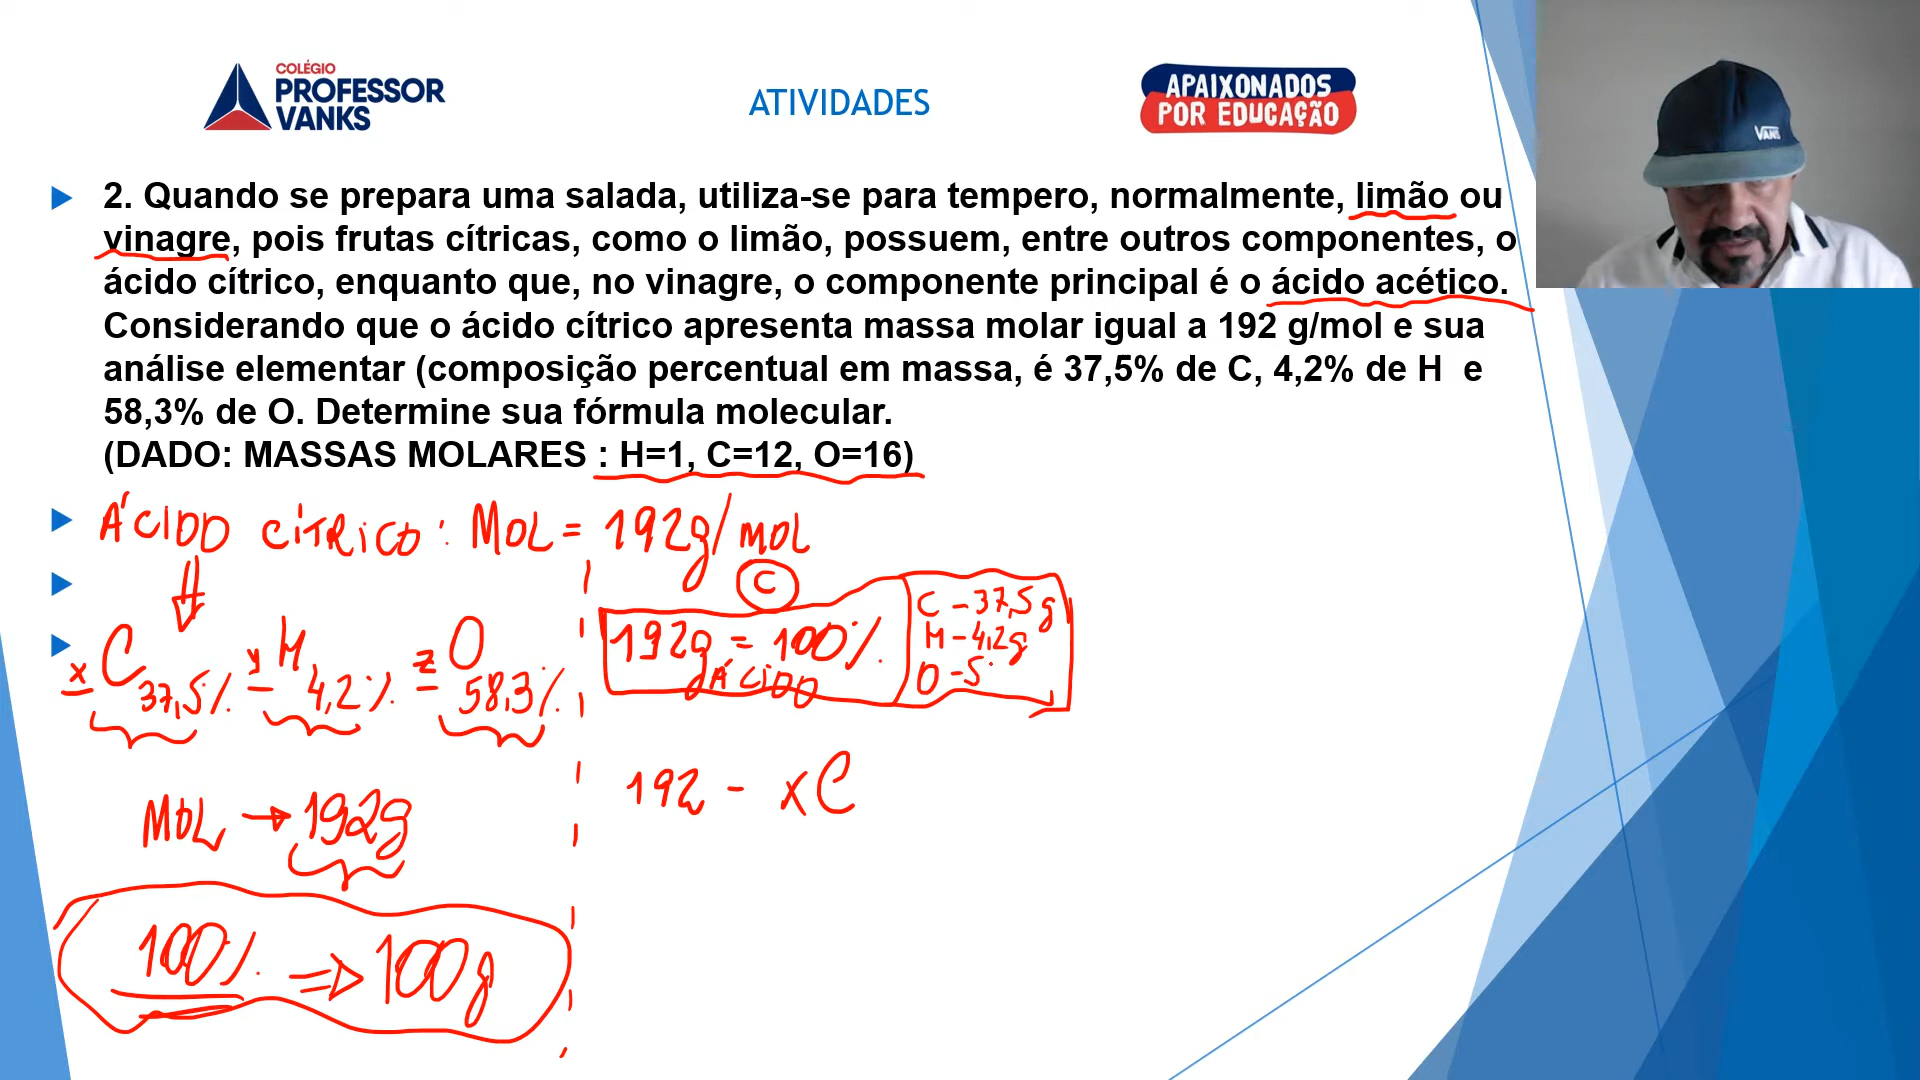 COLÉGIO
PROFESSOR
VANKS
ATIVIDADES
APAIXONADOS
POR EDUCAÇÃO
VANS
2. Quando se prepara uma salada, utiliza-se para tempero, normalmente, limão ou
vinagre, pois frutas cítricas, como o limão, possuem, entre outros componentes, o
ácido cítrico, enquanto que, no vinagre, o componente principal é o ácido acético.
Considerando que o ácido cítrico apresenta massa molar igual a 192 g/mol e sua
análise elementar (composição percentual em massa, é 37,5% de C, 4,2% de H e
58,3% de O. Determine sua fórmula molecular.
(DADO: MASSAS MOLARES : H=1, C=12, O=16)
ÁCIDO CÍTRICO: MOL = 192g/MOL
x C 37,5% y H 4,2% z O 58,3%
MOL → 192g
100% ⇒ 100g
C
192g = 100%
ÁCIDO
C - 37,5g
H - 4,2g
O - 5
192 - xC